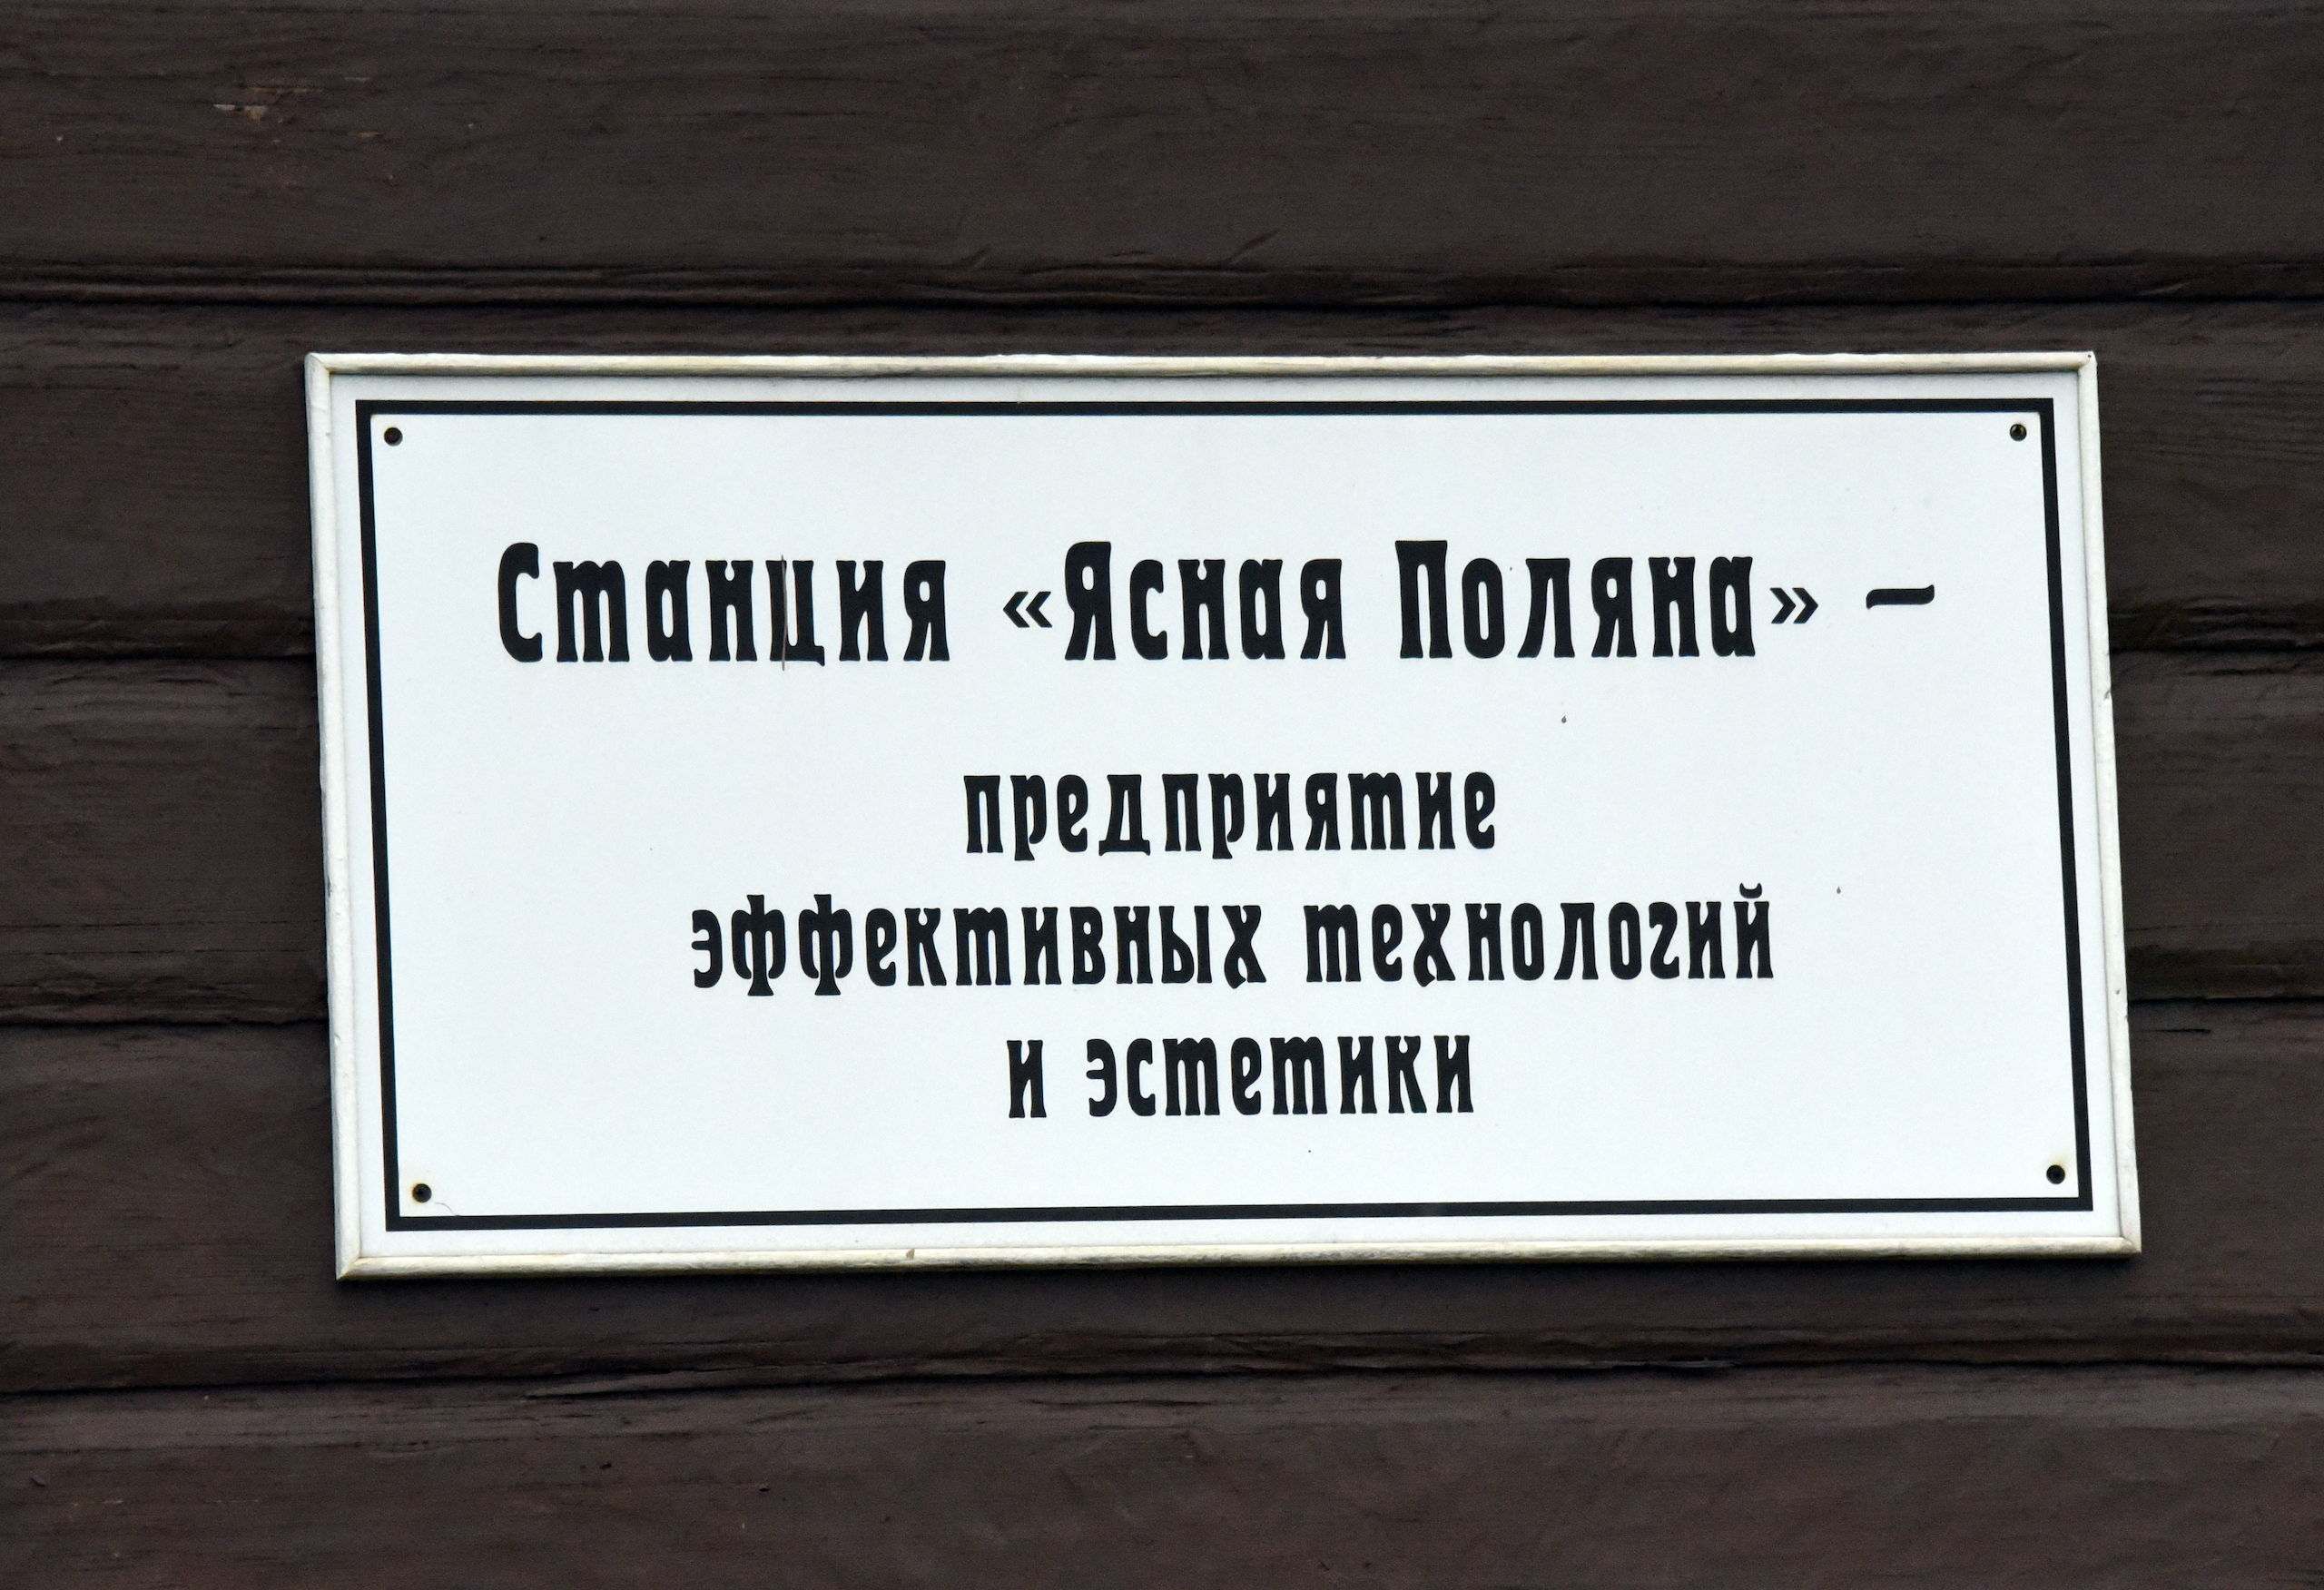 Станция «Ясная Поляна» –
предприятие
эффективных технологий
и эстетики